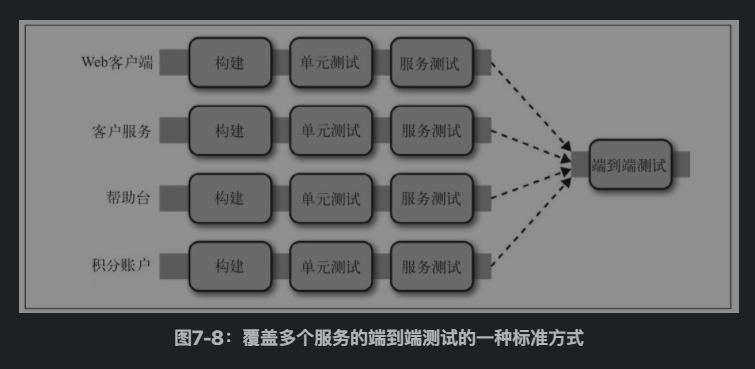 Web客户端 构建 单元测试 服务测试
客户服务 构建 单元测试 服务测试
端到端测试
帮助台 构建 单元测试 服务测试
积分账户 构建 单元测试 服务测试
图7-8：覆盖多个服务的端到端测试的一种标准方式